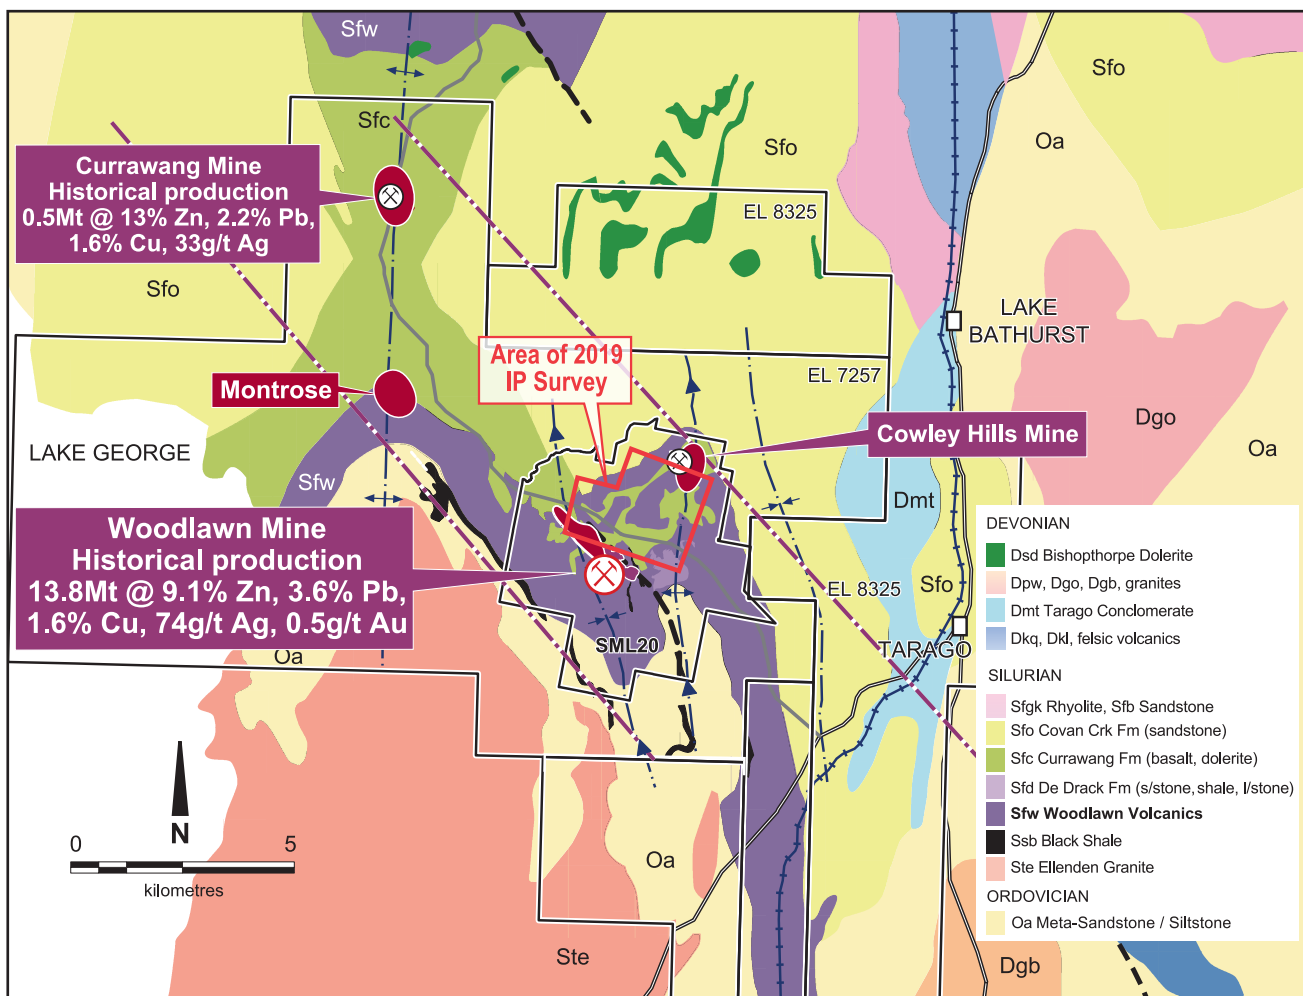 Sfw
Sfo
Sfc
Oa
Sfo
Currawang Mine
Historical production
0.5Mt @ 13% Zn, 2.2% Pb,
1.6% Cu, 33g/t Ag
EL 8325
Sfo
LAKE
BATHURST
Area of 2019
IP Survey
EL 7257
Montrose
Dgo
Cowley Hills Mine
LAKE GEORGE
Oa
Sfw
Dmt
Woodlawn Mine
Historical production
13.8Mt @ 9.1% Zn, 3.6% Pb,
1.6% Cu, 74g/t Ag, 0.5g/t Au
EL 8325
Sfo
SML20
TARAGO
Oa
N
0 5
kilometres
Oa
Ste
Dgb
DEVONIAN
Dsd Bishopthorpe Dolerite
Dpw, Dgo, Dgb, granites
Dmt Tarago Conclomerate
Dkq, Dkl, felsic volcanics
SILURIAN
Sfgk Rhyolite, Sfb Sandstone
Sfo Covan Crk Fm (sandstone)
Sfc Currawang Fm (basalt, dolerite)
Sfd De Drack Fm (s/stone, shale, l/stone)
Sfw Woodlawn Volcanics
Ssb Black Shale
Ste Ellenden Granite
ORDOVICIAN
Oa Meta-Sandstone / Siltstone